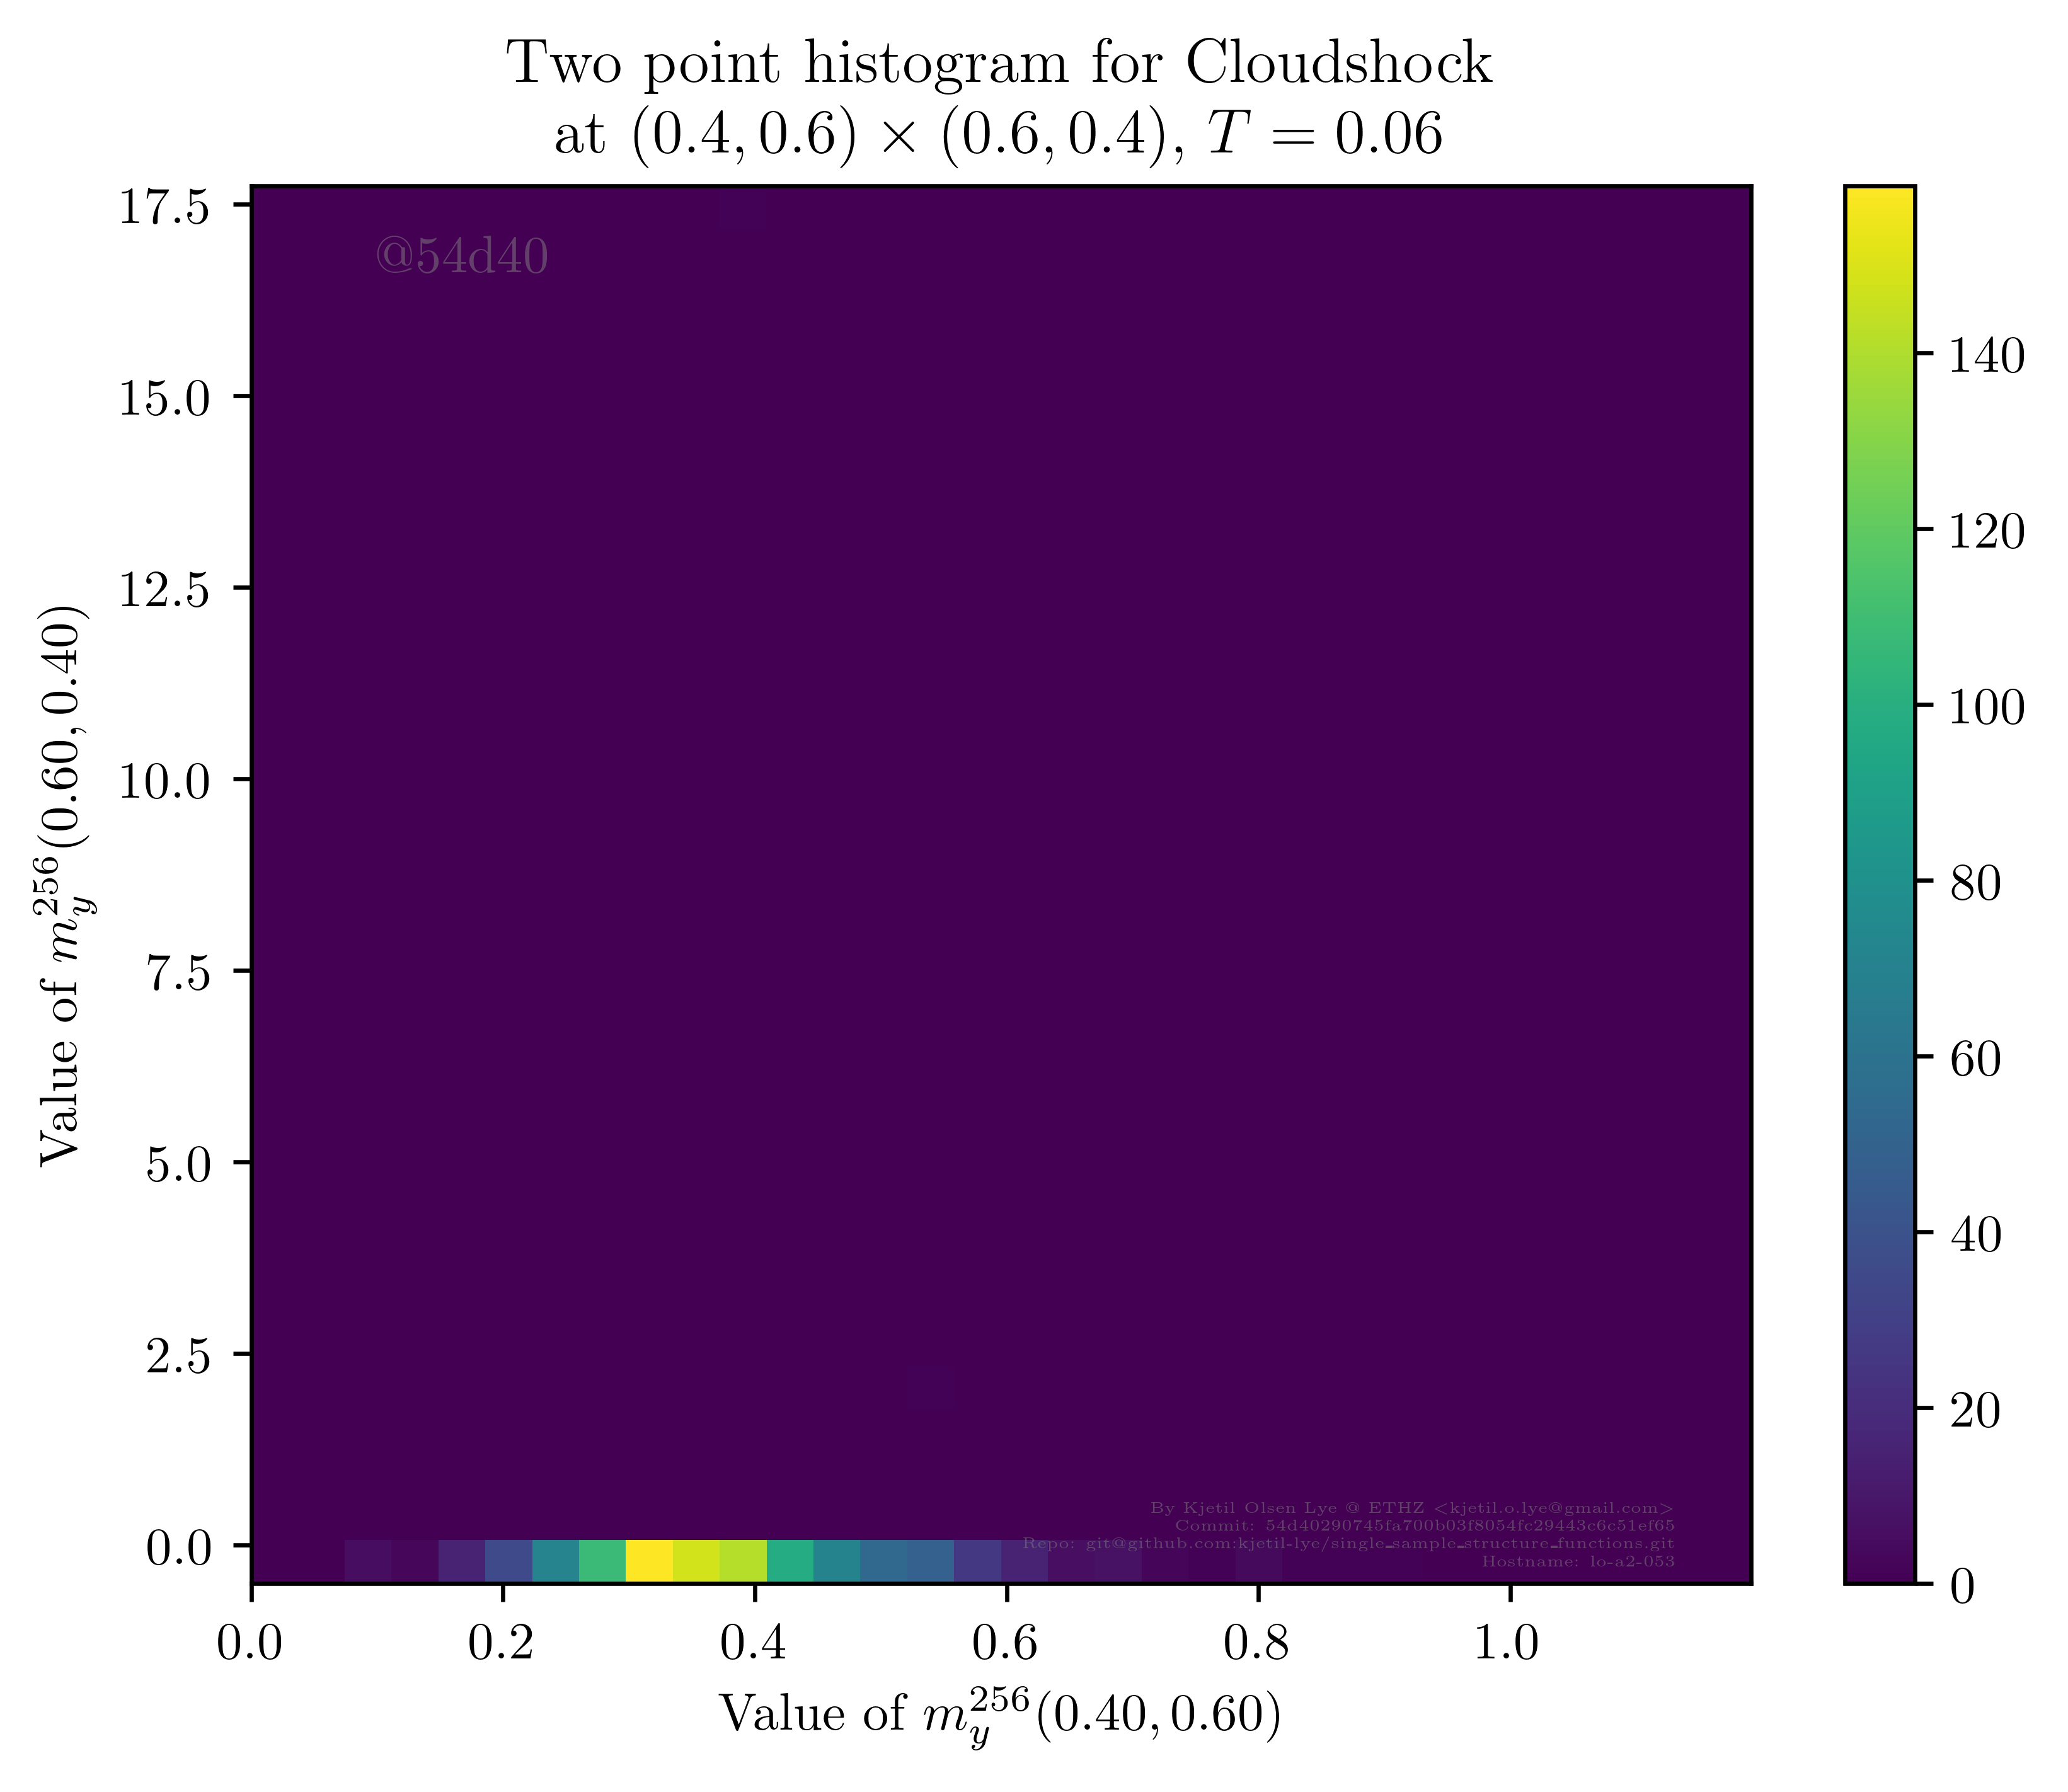 Two point histogram for Cloudshock
at (0.4, 0.6) × (0.6, 0.4), T = 0.06
17.5
15.0
12.5
10.0
7.5
5.0
2.5
0.0
Value of m_y^256(0.60, 0.40)
©54d40
By Kjetil Olsen Lye @ ETHZ <kjetil.o.lye@gmail.com>
Commit: 54d40290745fa700b03f8054fc29443c6c51ef65
Repo: git@github.com:kjetil-lye/single_sample_structure_functions.git
Hostname: lo-a2-053
0.0 0.2 0.4 0.6 0.8 1.0
Value of m_y^256(0.40, 0.60)
140
120
100
80
60
40
20
0